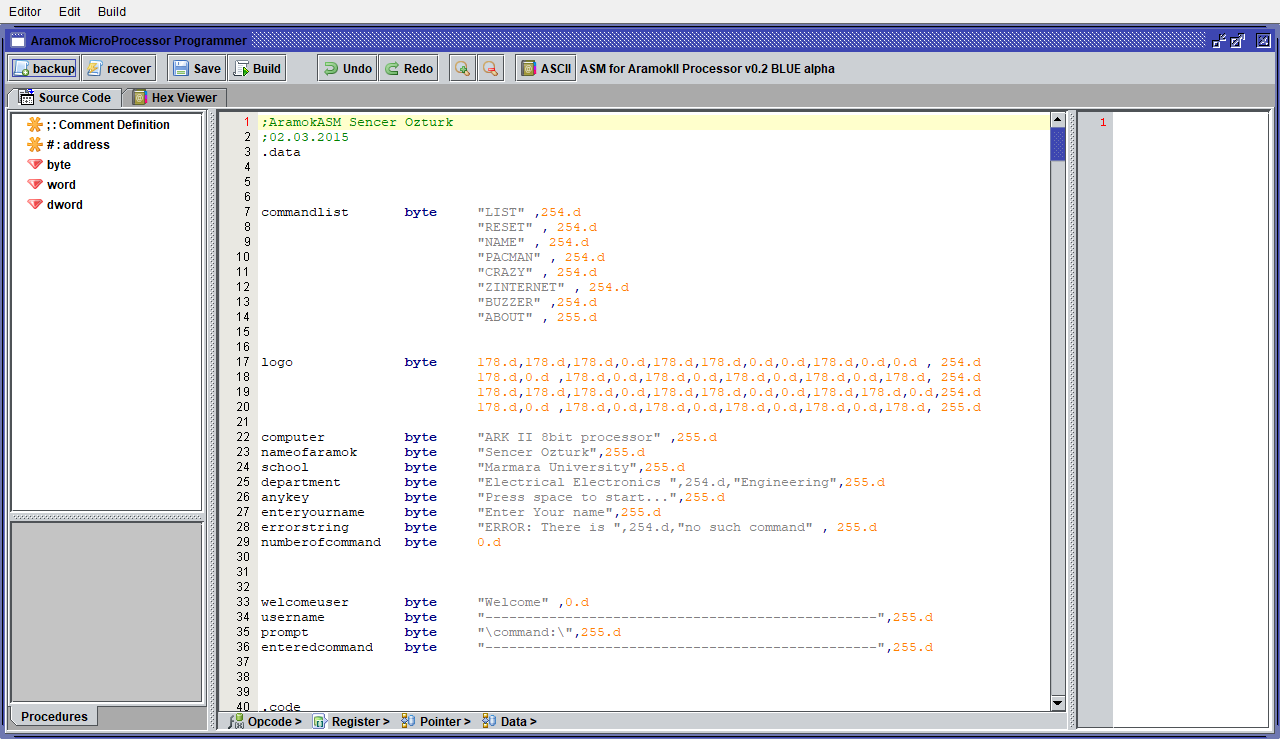 Editor Edit Build
Aramok MicroProcessor Programmer
backup recover Save Build Undo Redo ASCII ASM for AramokII Processor v0.2 BLUE alpha
Source Code Hex Viewer
; : Comment Definition
# : address
byte
word
dword
Procedures
1 ;AramokASM Sencer Ozturk
2 ;02.03.2015
3 .data
4
5
6
7 commandlist byte "LIST" ,254.d
8 "RESET" , 254.d
9 "NAME" , 254.d
10 "PACMAN" , 254.d
11 "CRAZY" , 254.d
12 "ZINTERNET" , 254.d
13 "BUZZER" ,254.d
14 "ABOUT" , 255.d
15
16
17 logo byte 178.d,178.d,178.d,0.d,178.d,178.d,0.d,0.d,178.d,0.d,0.d , 254.d
18 178.d,0.d ,178.d,0.d,178.d,0.d,178.d,0.d,178.d,0.d,178.d, 254.d
19 178.d,178.d,178.d,0.d,178.d,178.d,0.d,0.d,178.d,178.d,0.d,254.d
20 178.d,0.d ,178.d,0.d,178.d,0.d,178.d,0.d,178.d,0.d,178.d, 255.d
21
22 computer byte "ARK II 8bit processor" ,255.d
23 nameofaramok byte "Sencer Ozturk",255.d
24 school byte "Marmara University",255.d
25 department byte "Electrical Electronics ",254.d,"Engineering",255.d
26 anykey byte "Press space to start...",255.d
27 enteryourname byte "Enter Your name",255.d
28 errorstring byte "ERROR: There is ",254.d,"no such command" , 255.d
29 numberofcommand byte 0.d
30
31
32
33 welcomeuser byte "Welcome" ,0.d
34 username byte "-------------------------------------------------",255.d
35 prompt byte "\command:\",255.d
36 enteredcommand byte "-------------------------------------------------",255.d
37
38
39
40 .code
Opcode > Register > Pointer > Data >
1